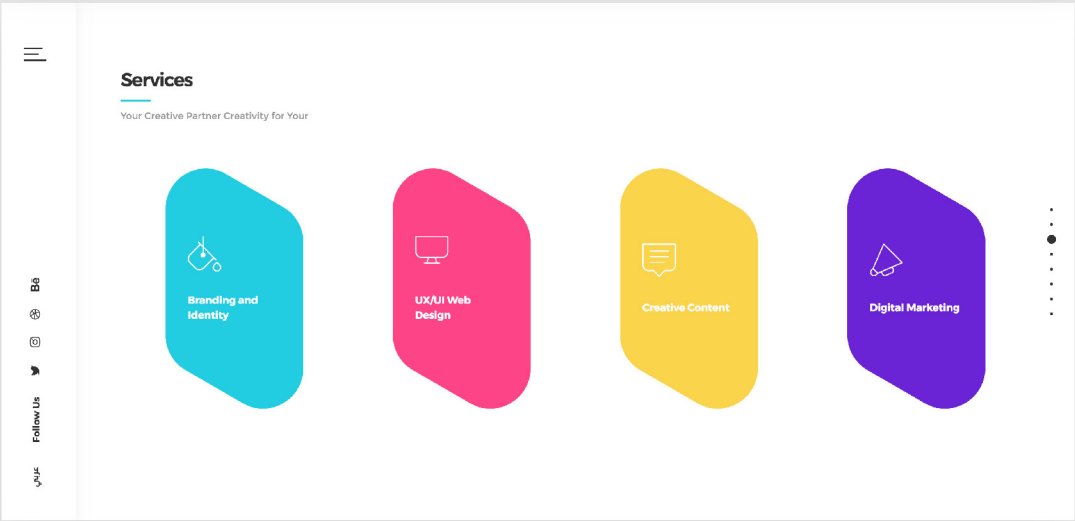 Services
Your Creative Partner Creativity for Your
Branding and
Identity
UX/UI Web
Design
Creative Content
Digital Marketing
Bē
Follow Us
عربي